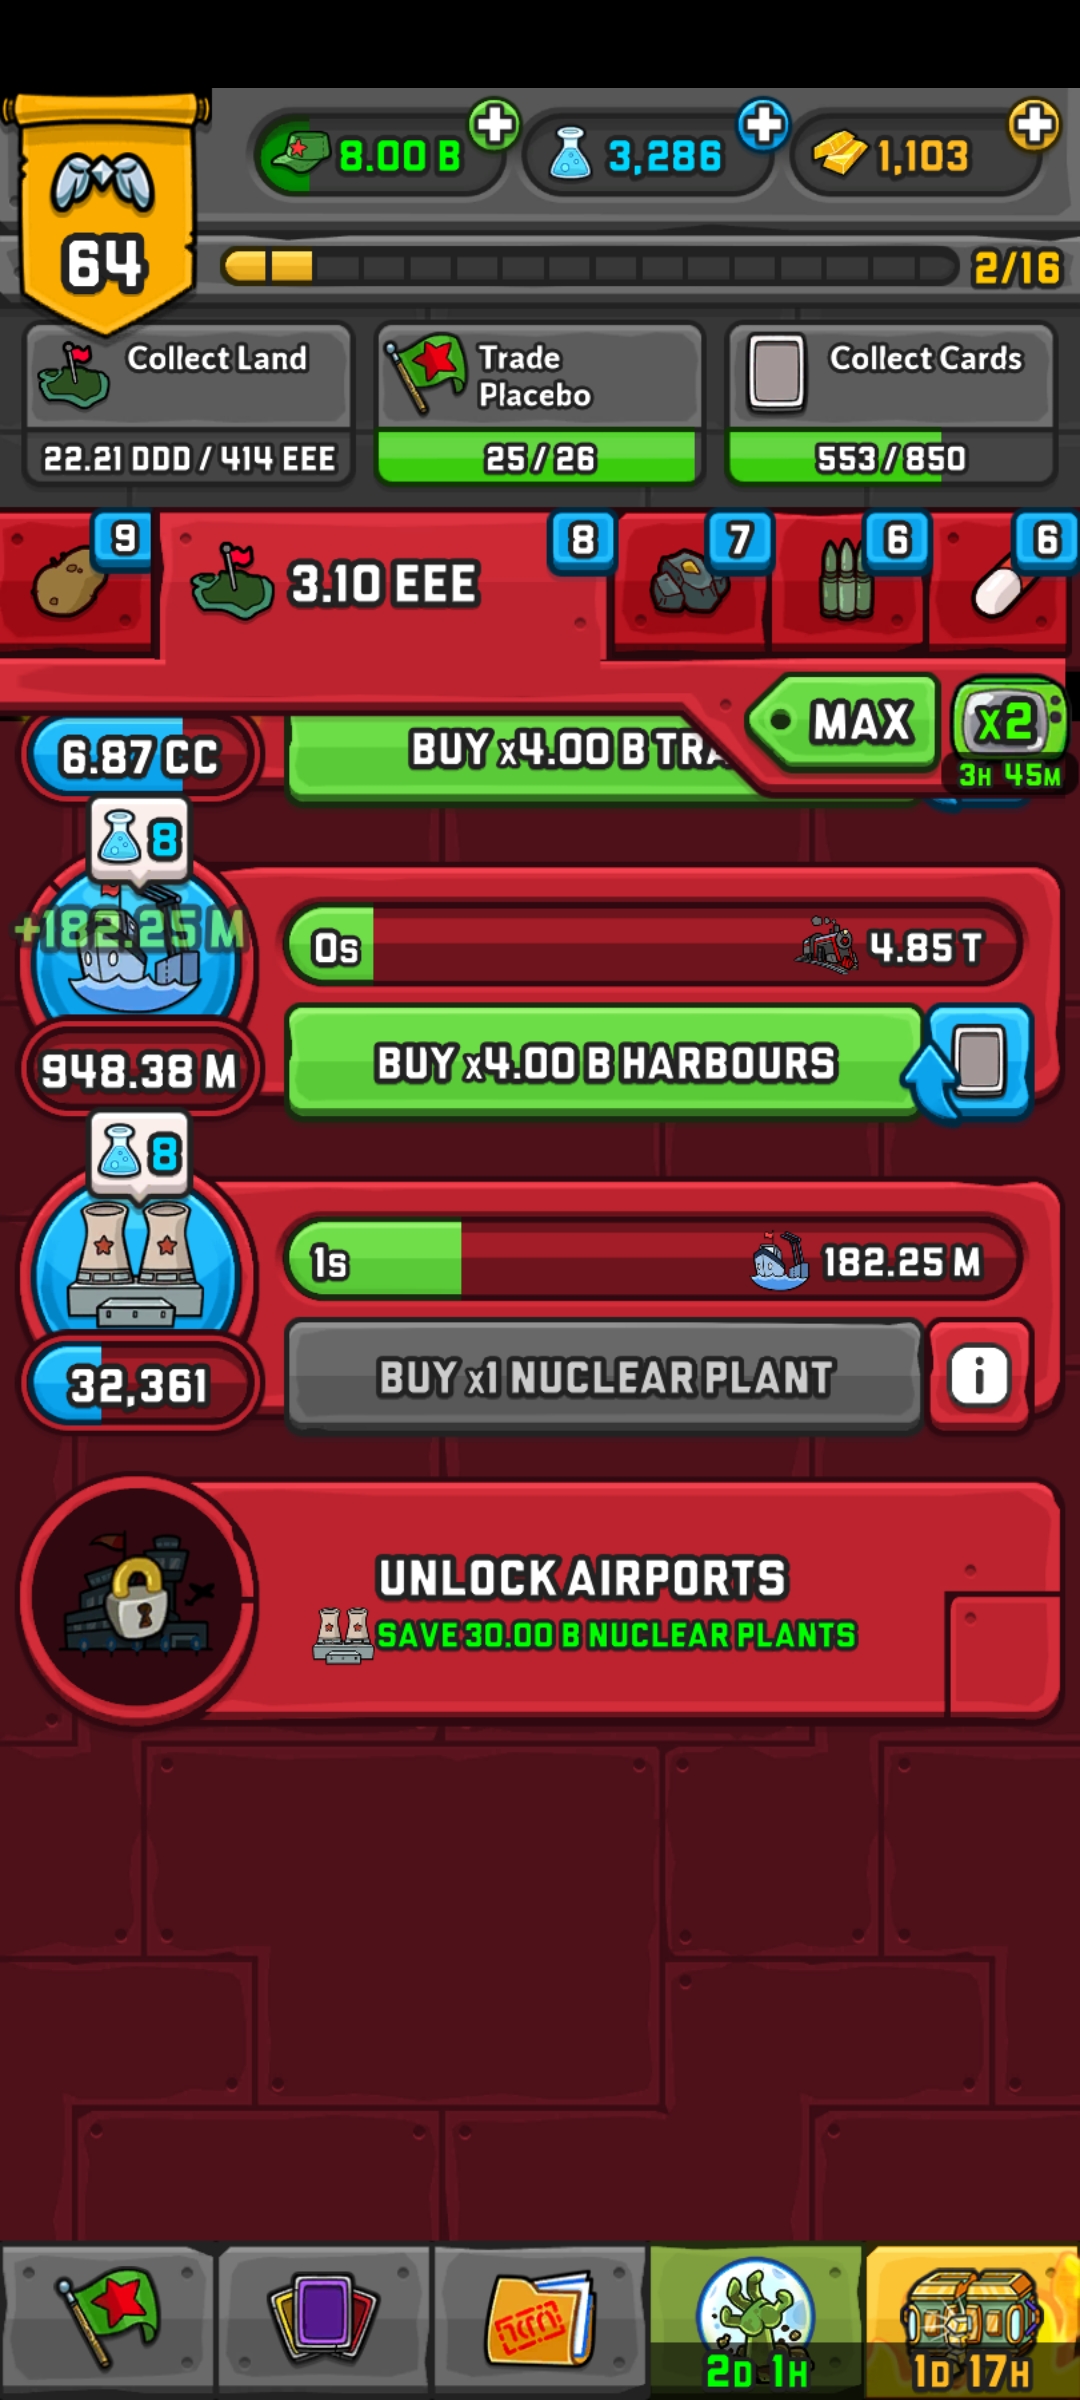 8.00 B
3,286
1,103
64
2/16
Collect Land
22.21 DDD / 414 EEE
Trade
Placebo
25 / 26
Collect Cards
553 / 850
9
3.10 EEE
8
7
6
6
MAX
x2
3H 45M
6.87 CC
BUY x4.00 B TRA
8
+182.25 M
0s
4.85 T
948.38 M
BUY x4.00 B HARBOURS
8
1s
182.25 M
32,361
BUY x1 NUCLEAR PLANT
i
UNLOCK AIRPORTS
SAVE 30.00 B NUCLEAR PLANTS
2D 1H
1D 17H